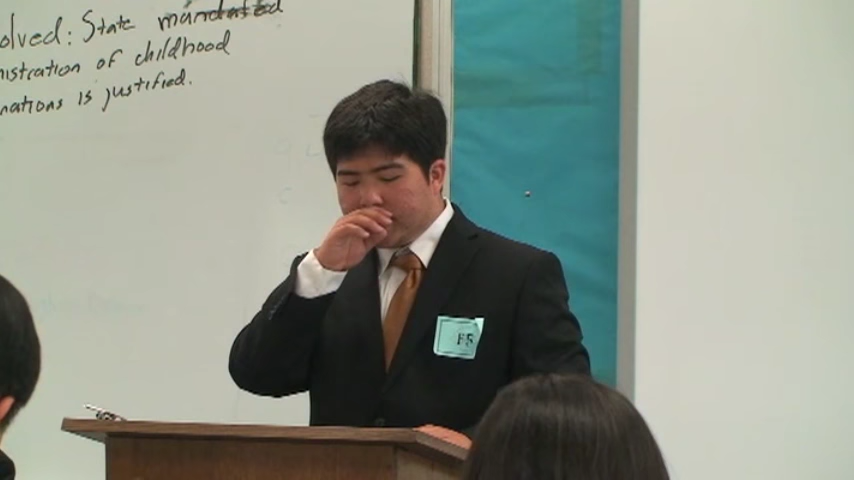 olved: State mandated
nistration of childhood
nations is justified.